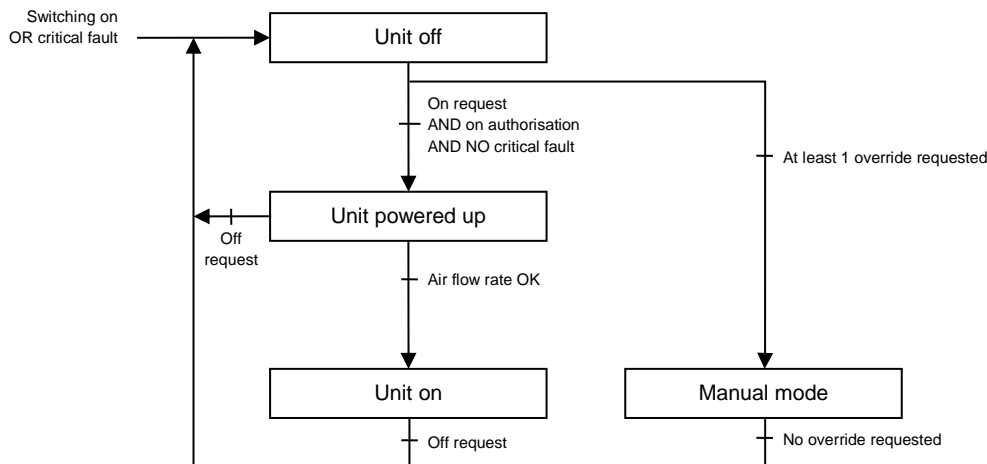 Switching on
OR critical fault
Unit off
On request
AND on authorisation
AND NO critical fault
At least 1 override requested
Unit powered up
Off
request
Air flow rate OK
Unit on
Manual mode
Off request
No override requested